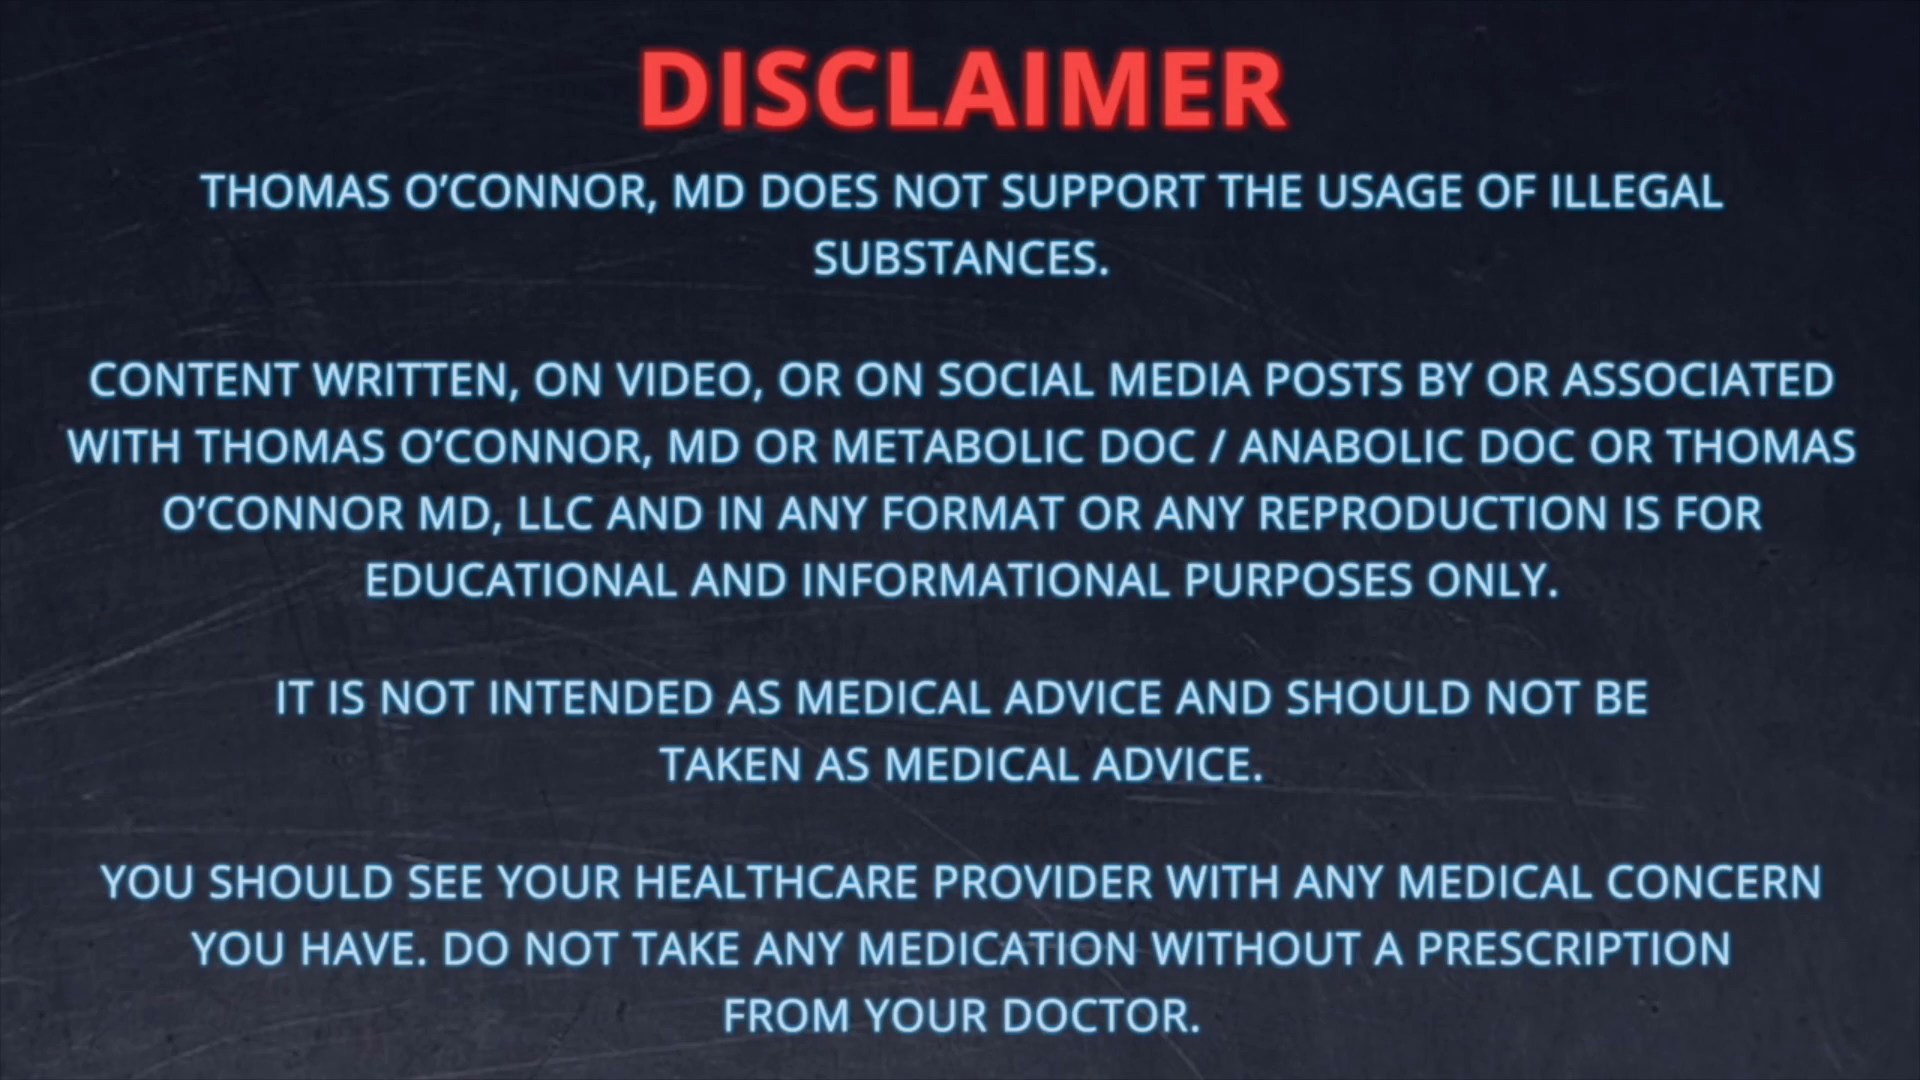 DISCLAIMER
THOMAS O’CONNOR, MD DOES NOT SUPPORT THE USAGE OF ILLEGAL
SUBSTANCES.
CONTENT WRITTEN, ON VIDEO, OR ON SOCIAL MEDIA POSTS BY OR ASSOCIATED
WITH THOMAS O’CONNOR, MD OR METABOLIC DOC / ANABOLIC DOC OR THOMAS
O’CONNOR MD, LLC AND IN ANY FORMAT OR ANY REPRODUCTION IS FOR
EDUCATIONAL AND INFORMATIONAL PURPOSES ONLY.
IT IS NOT INTENDED AS MEDICAL ADVICE AND SHOULD NOT BE
TAKEN AS MEDICAL ADVICE.
YOU SHOULD SEE YOUR HEALTHCARE PROVIDER WITH ANY MEDICAL CONCERN
YOU HAVE. DO NOT TAKE ANY MEDICATION WITHOUT A PRESCRIPTION
FROM YOUR DOCTOR.